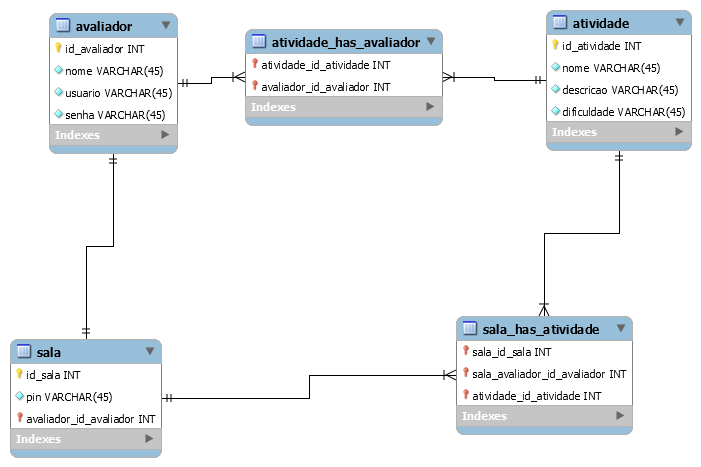 avaliador
id_avaliador INT
nome VARCHAR(45)
usuario VARCHAR(45)
senha VARCHAR(45)
Indexes
atividade_has_avaliador
atividade_id_atividade INT
avaliador_id_avaliador INT
Indexes
atividade
id_atividade INT
nome VARCHAR(45)
descricao VARCHAR(45)
dificuldade VARCHAR(45)
Indexes
sala
id_sala INT
pin VARCHAR(45)
avaliador_id_avaliador INT
Indexes
sala_has_atividade
sala_id_sala INT
sala_avaliador_id_avaliador INT
atividade_id_atividade INT
Indexes